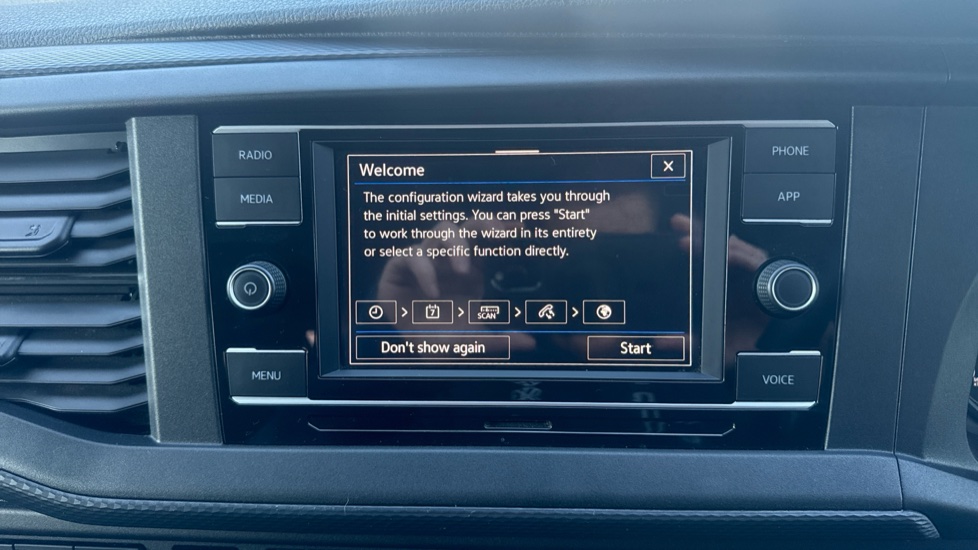 RADIO
MEDIA
MENU
Welcome
X
The configuration wizard takes you through
the initial settings. You can press "Start"
to work through the wizard in its entirety
or select a specific function directly.
7
SCAN
Don't show again
Start
PHONE
APP
VOICE